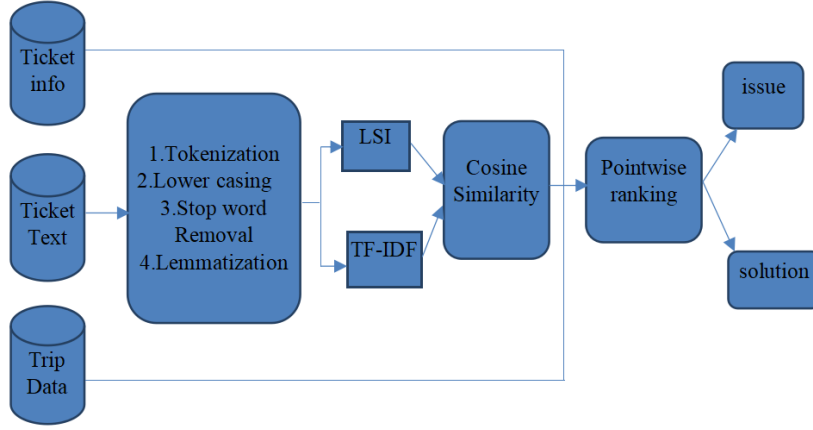 Ticket
info
Ticket
Text
Trip
Data
1.Tokenization
2.Lower casing
3.Stop word
Removal
4.Lemmatization
LSI
TF-IDF
Cosine
Similarity
Pointwise
ranking
issue
solution